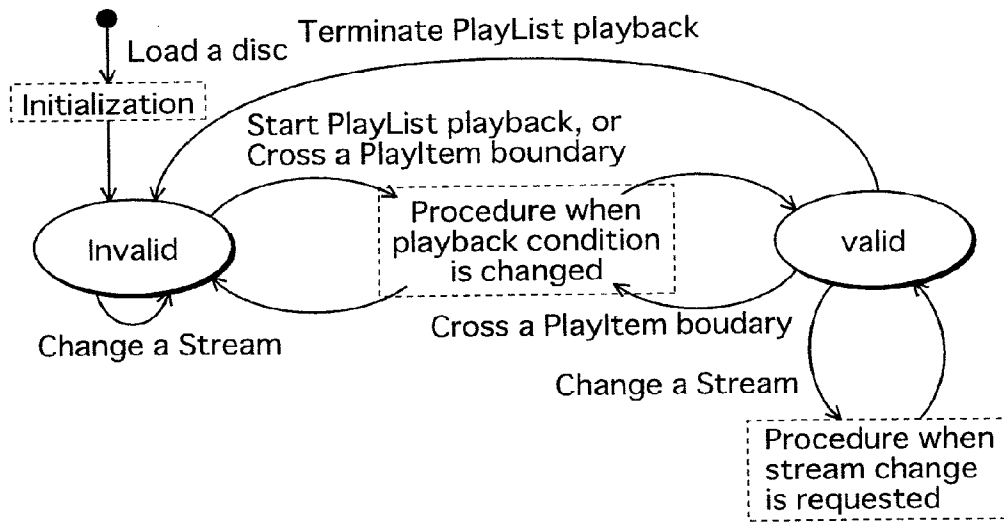 Load a disc
Terminate PlayList playback
Initialization
Start PlayList playback, or
Cross a PlayItem boundary
Invalid
Procedure when
playback condition
is changed
valid
Change a Stream
Cross a PlayItem boudary
Change a Stream
Procedure when
stream change
is requested